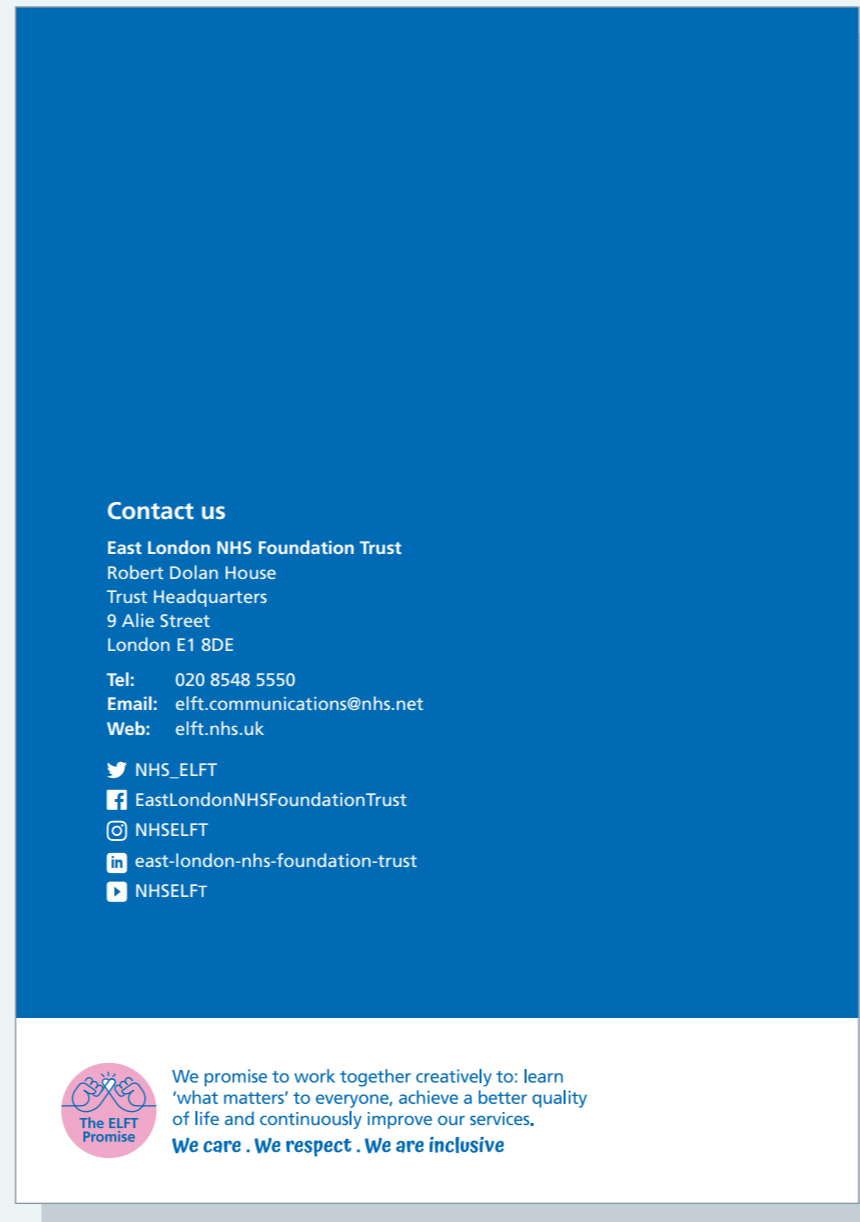 Contact us
East London NHS Foundation Trust
Robert Dolan House
Trust Headquarters
9 Alie Street
London E1 8DE
Tel: 020 8548 5550
Email: elft.communications@nhs.net
Web: elft.nhs.uk
NHS_ELFT
EastLondonNHSFoundationTrust
NHSELFT
in east-london-nhs-foundation-trust
NHSELFT
The ELFT
Promise
We promise to work together creatively to: learn
‘what matters’ to everyone, achieve a better quality
of life and continuously improve our services.
We care . We respect . We are inclusive